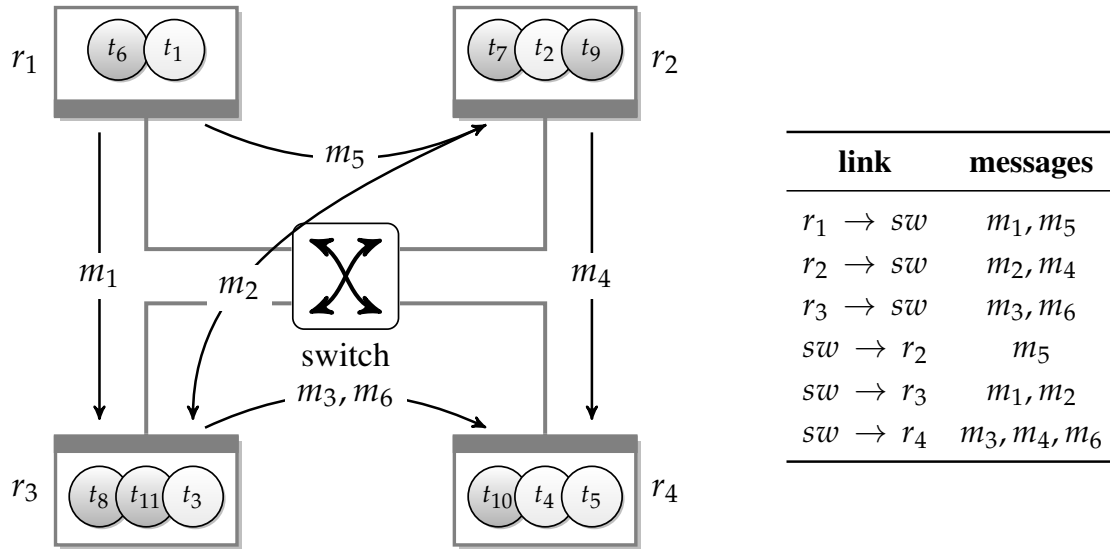 r₁ t₆ t₁
t₇ t₂ t₉ r₂
m₅
m₁ m₂ m₄
switch
m₃, m₆
r₃ t₈ t₁₁ t₃
t₁₀ t₄ t₅ r₄
link messages
r₁ → sw m₁, m₅
r₂ → sw m₂, m₄
r₃ → sw m₃, m₆
sw → r₂ m₅
sw → r₃ m₁, m₂
sw → r₄ m₃, m₄, m₆